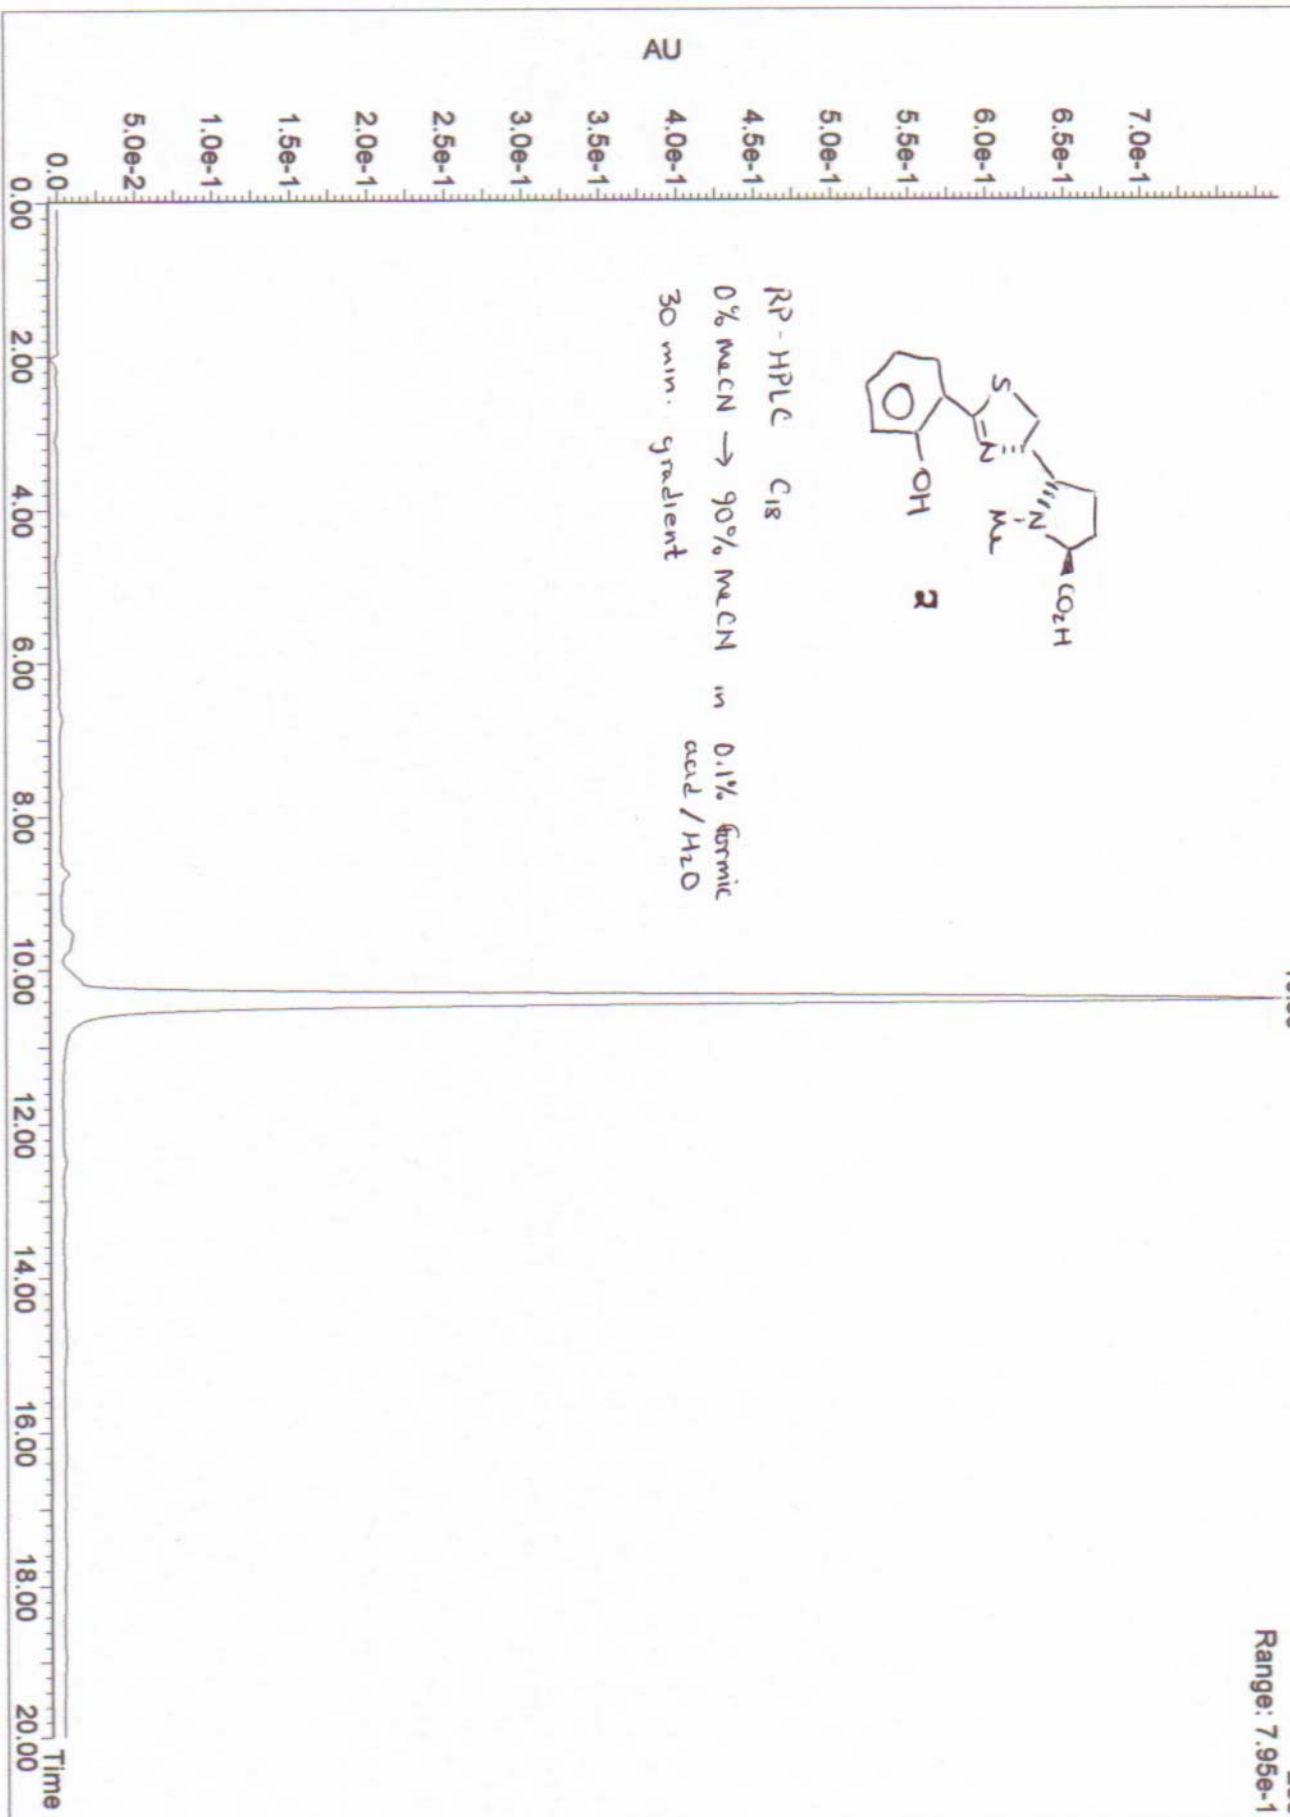 Range: 7.95e-1
AU
7.0e-1
6.5e-1
6.0e-1
5.5e-1
5.0e-1
4.5e-1
4.0e-1
3.5e-1
3.0e-1
2.5e-1
2.0e-1
1.5e-1
1.0e-1
5.0e-2
0.0
S
N
N
Me
CO2H
OH
2
RP-HPLC C18
0% MeCN → 90% MeCN in 0.1% formic
acid / H2O
30 min. gradient
0.00 2.00 4.00 6.00 8.00 10.00 12.00 14.00 16.00 18.00 20.00
Time